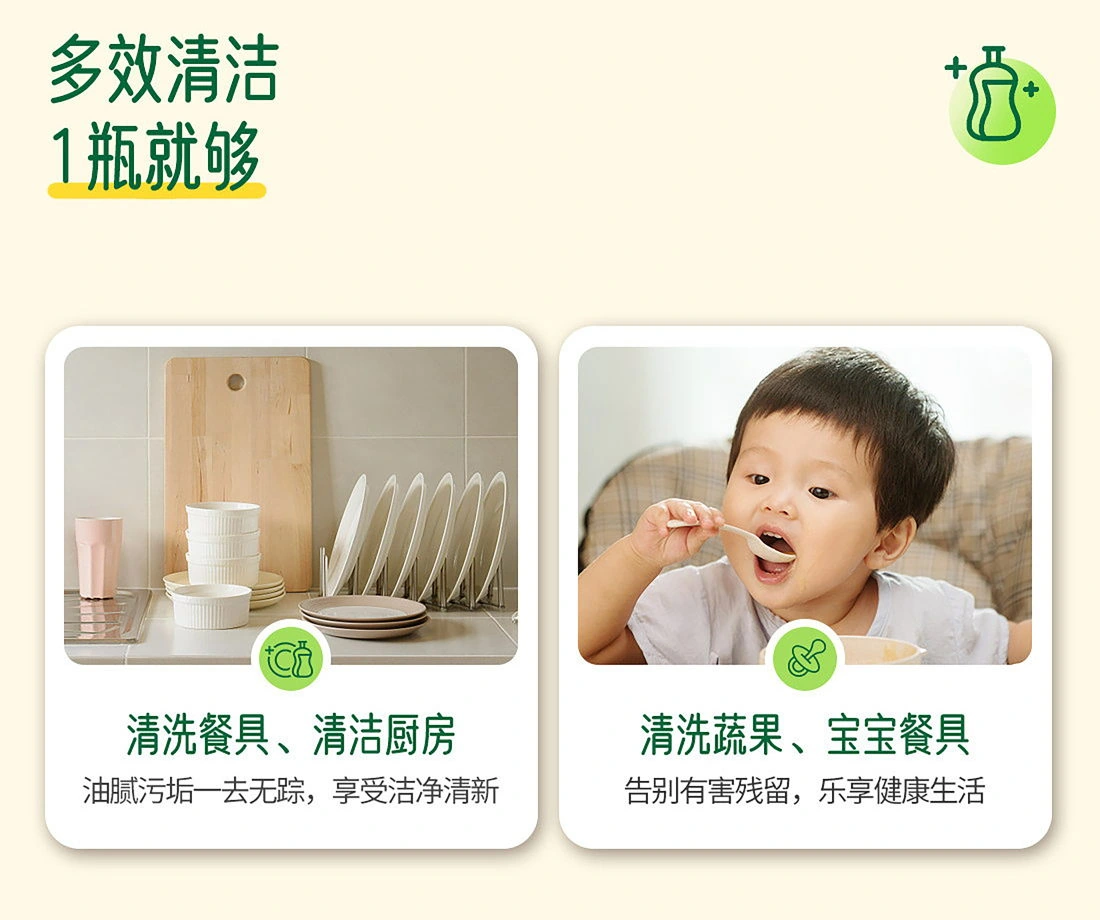 多效清洁
1瓶就够
清洗餐具、清洁厨房
油腻污垢一去无踪，享受洁净清新
清洗蔬果、宝宝餐具
告别有害残留，乐享健康生活